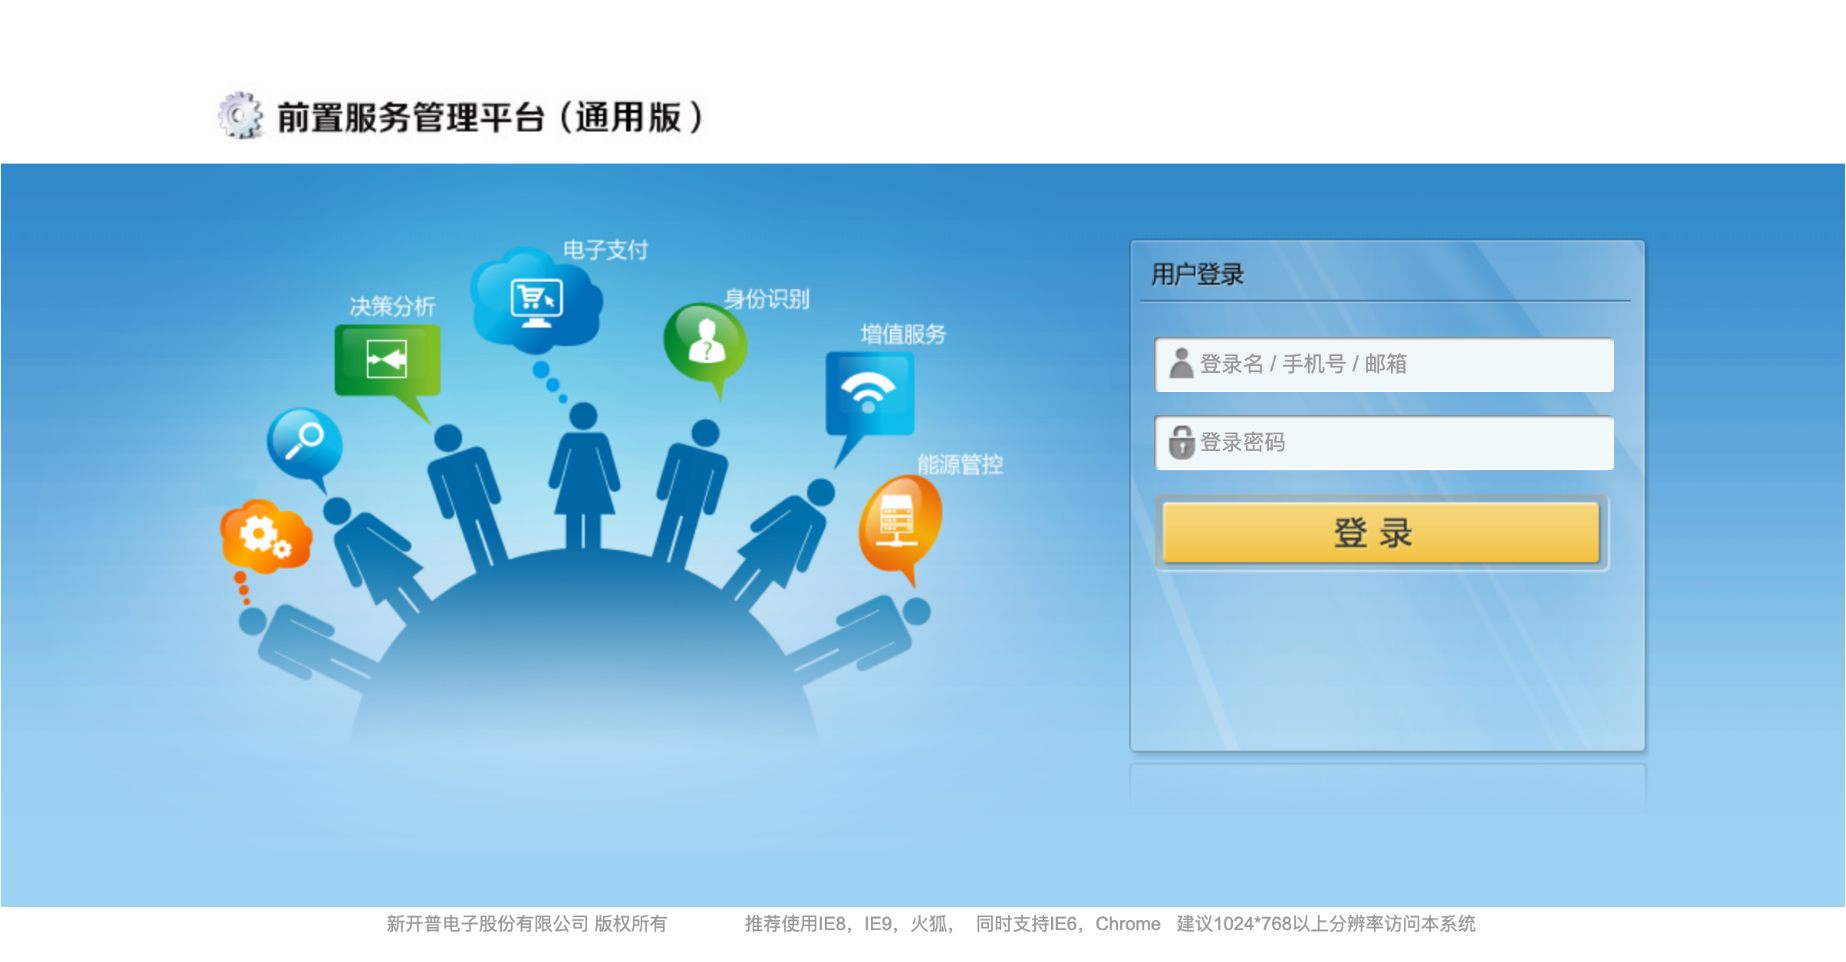 前置服务管理平台（通用版）
电子支付
决策分析
身份识别
增值服务
能源管控
用户登录
登录名 / 手机号 / 邮箱
登录密码
登 录
新开普电子股份有限公司 版权所有 推荐使用IE8，IE9，火狐， 同时支持IE6，Chrome 建议1024*768以上分辨率访问本系统